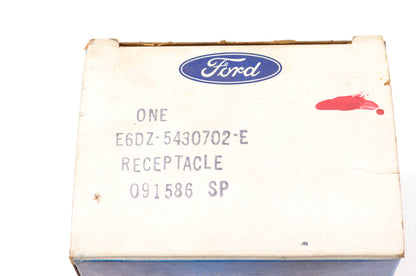 Ford
ONE
E6DZ-5430702-E
RECEPTACLE
091586 SP